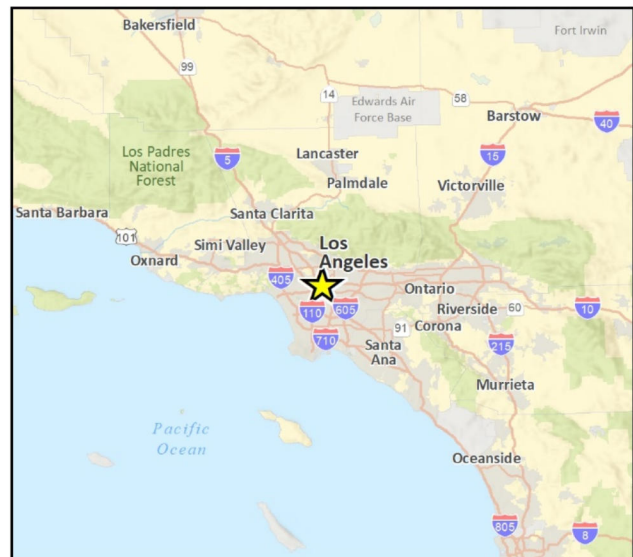 Bakersfield
Fort Irwin
99
14
Edwards Air
Force Base
58
Barstow
40
Los Padres
National
Forest
5
Lancaster
15
Palmdale
Victorville
Santa Barbara
Santa Clarita
101
Simi Valley
Los
Angeles
Oxnard
405
Ontario
110
605
Riverside
60
10
91
Corona
710
Santa
Ana
215
Murrieta
Pacific
Ocean
Oceanside
805
8